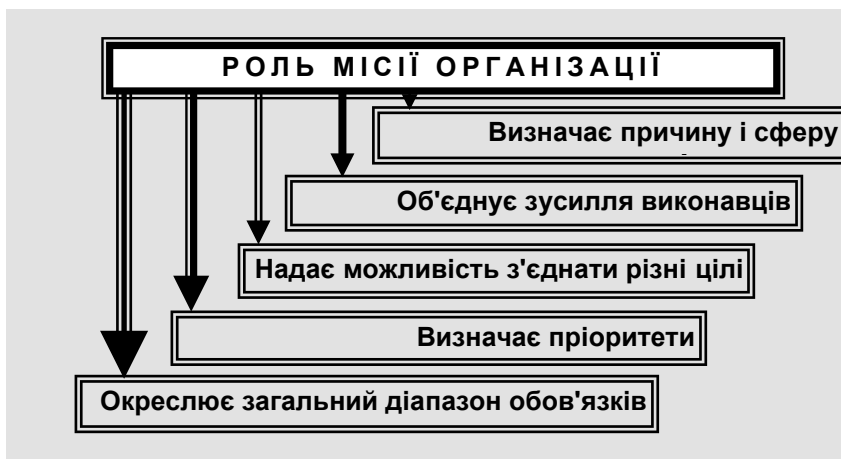 РОЛЬ МІСІЇ ОРГАНІЗАЦІЇ
Визначає причину і сферу
Об'єднує зусилля виконавців
Надає можливість з'єднати різні цілі
Визначає пріоритети
Окреслює загальний діапазон обов'язків